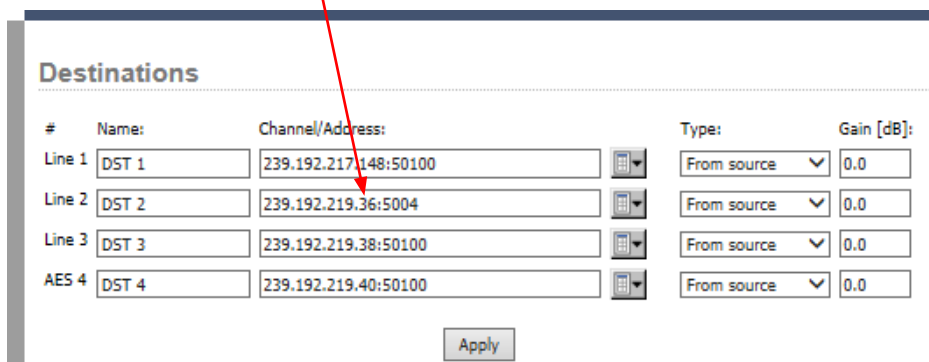 Destinations
# Name: Channel/Address: Type: Gain [dB]:
Line 1 DST 1 239.192.217.148:50100 From source 0.0
Line 2 DST 2 239.192.219.36:5004 From source 0.0
Line 3 DST 3 239.192.219.38:50100 From source 0.0
AES 4 DST 4 239.192.219.40:50100 From source 0.0
Apply